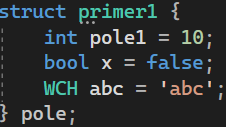 struct primer1 {
int pole1 = 10;
bool x = false;
WCH abc = 'abc';
} pole;